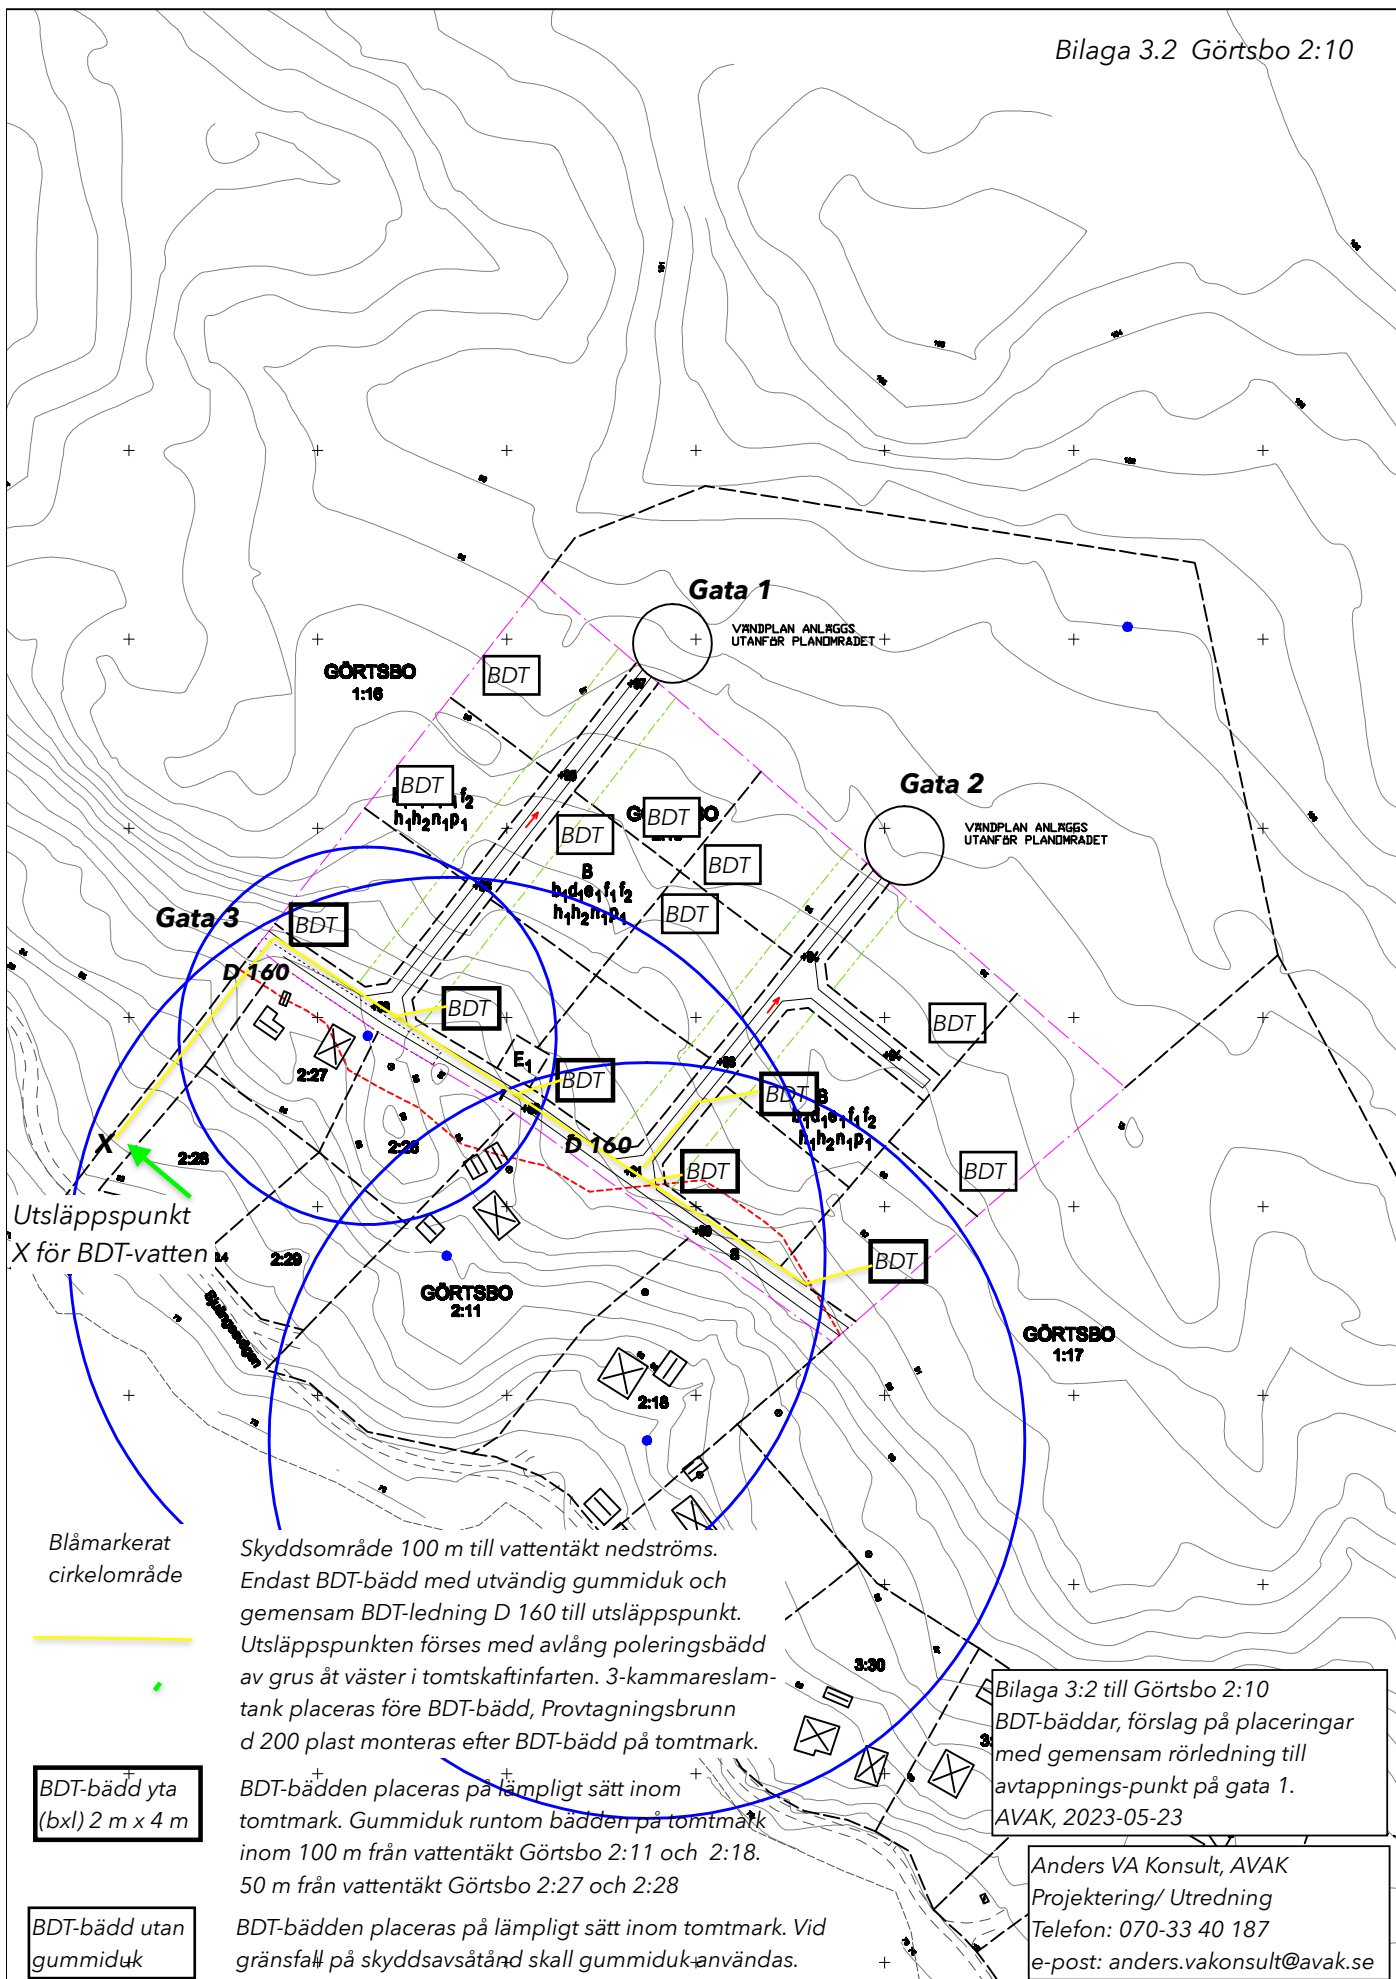 Bilaga 3.2 Görtsbo 2:10
Gata 1
VÄNDPLAN ANLÄGGS
UTANFÖR PLANOMRÅDET
GÖRTSBO
1:16
BDT
BDT
f2
h1h2n1p1
BDT
BDT
BDT
BDT
B
b1d1e1f1f2
h1h2n1p1
Gata 2
VÄNDPLAN ANLÄGGS
UTANFÖR PLANOMRÅDET
Gata 3
BDT
D 160
BDT
BDT
E1
BDT
BDT
B
b1d1e1f1f2
h1h2n1p1
BDT
BDT
D 160
BDT
2:27
2:28
X
2:28
Utsläppspunkt
X för BDT-vatten
2:29
GÖRTSBO
2:11
GÖRTSBO
1:17
2:18
3:30
Blåmarkerat
cirkelområde
Skyddsområde 100 m till vattentäkt nedströms.
Endast BDT-bädd med utvändig gummiduk och
gemensam BDT-ledning D 160 till utsläppspunkt.
Utsläppspunkten förses med avlång poleringsbädd
av grus åt väster i tomtskaftinfarten. 3-kammareslam-
tank placeras före BDT-bädd, Provtagningsbrunn
d 200 plast monteras efter BDT-bädd på tomtmark.
BDT-bädd yta
(bxl) 2 m x 4 m
BDT-bädden placeras på lämpligt sätt inom
tomtmark. Gummiduk runtom bädden på tomtmark
inom 100 m från vattentäkt Görtsbo 2:11 och 2:18.
50 m från vattentäkt Görtsbo 2:27 och 2:28
BDT-bädd utan
gummiduk
BDT-bädden placeras på lämpligt sätt inom tomtmark. Vid
gränsfall på skyddsavsåtånd skall gummiduk användas.
Bilaga 3:2 till Görtsbo 2:10
BDT-bäddar, förslag på placeringar
med gemensam rörledning till
avtappnings-punkt på gata 1.
AVAK, 2023-05-23
Anders VA Konsult, AVAK
Projektering/ Utredning
Telefon: 070-33 40 187
e-post: anders.vakonsult@avak.se